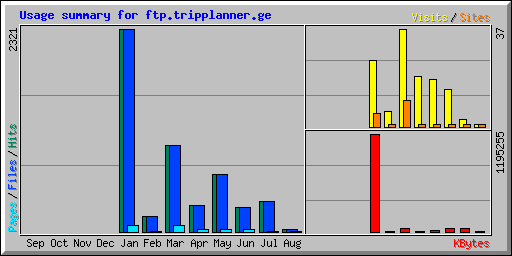 Usage summary for ftp.tripplanner.ge
Visits / Sites
2321
37
1195255
Pages / Files / Hits
Sep Oct Nov Dec Jan Feb Mar Apr May Jun Jul Aug
KBytes